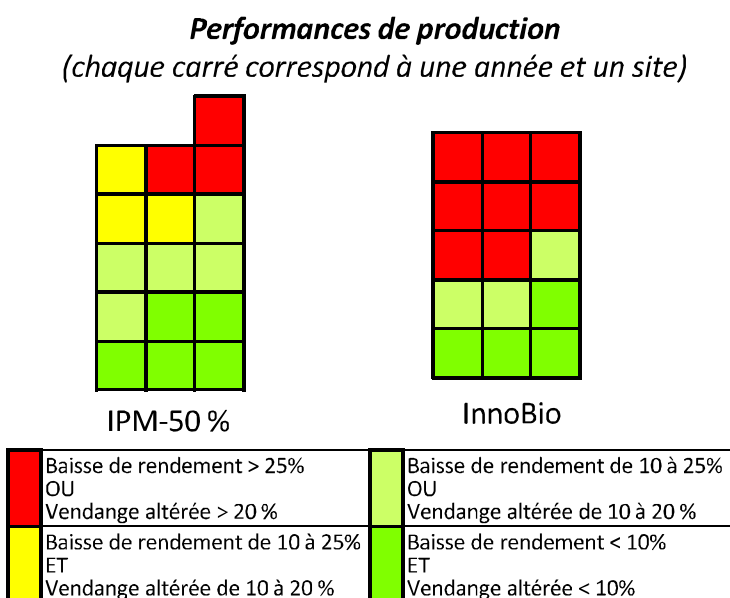 Performances de production
(chaque carré correspond à une année et un site)
IPM-50 %
InnoBio
Baisse de rendement > 25%
OU
Vendange altérée > 20 %
Baisse de rendement de 10 à 25%
OU
Vendange altérée de 10 à 20 %
Baisse de rendement de 10 à 25%
ET
Vendange altérée de 10 à 20 %
Baisse de rendement < 10%
ET
Vendange altérée < 10%